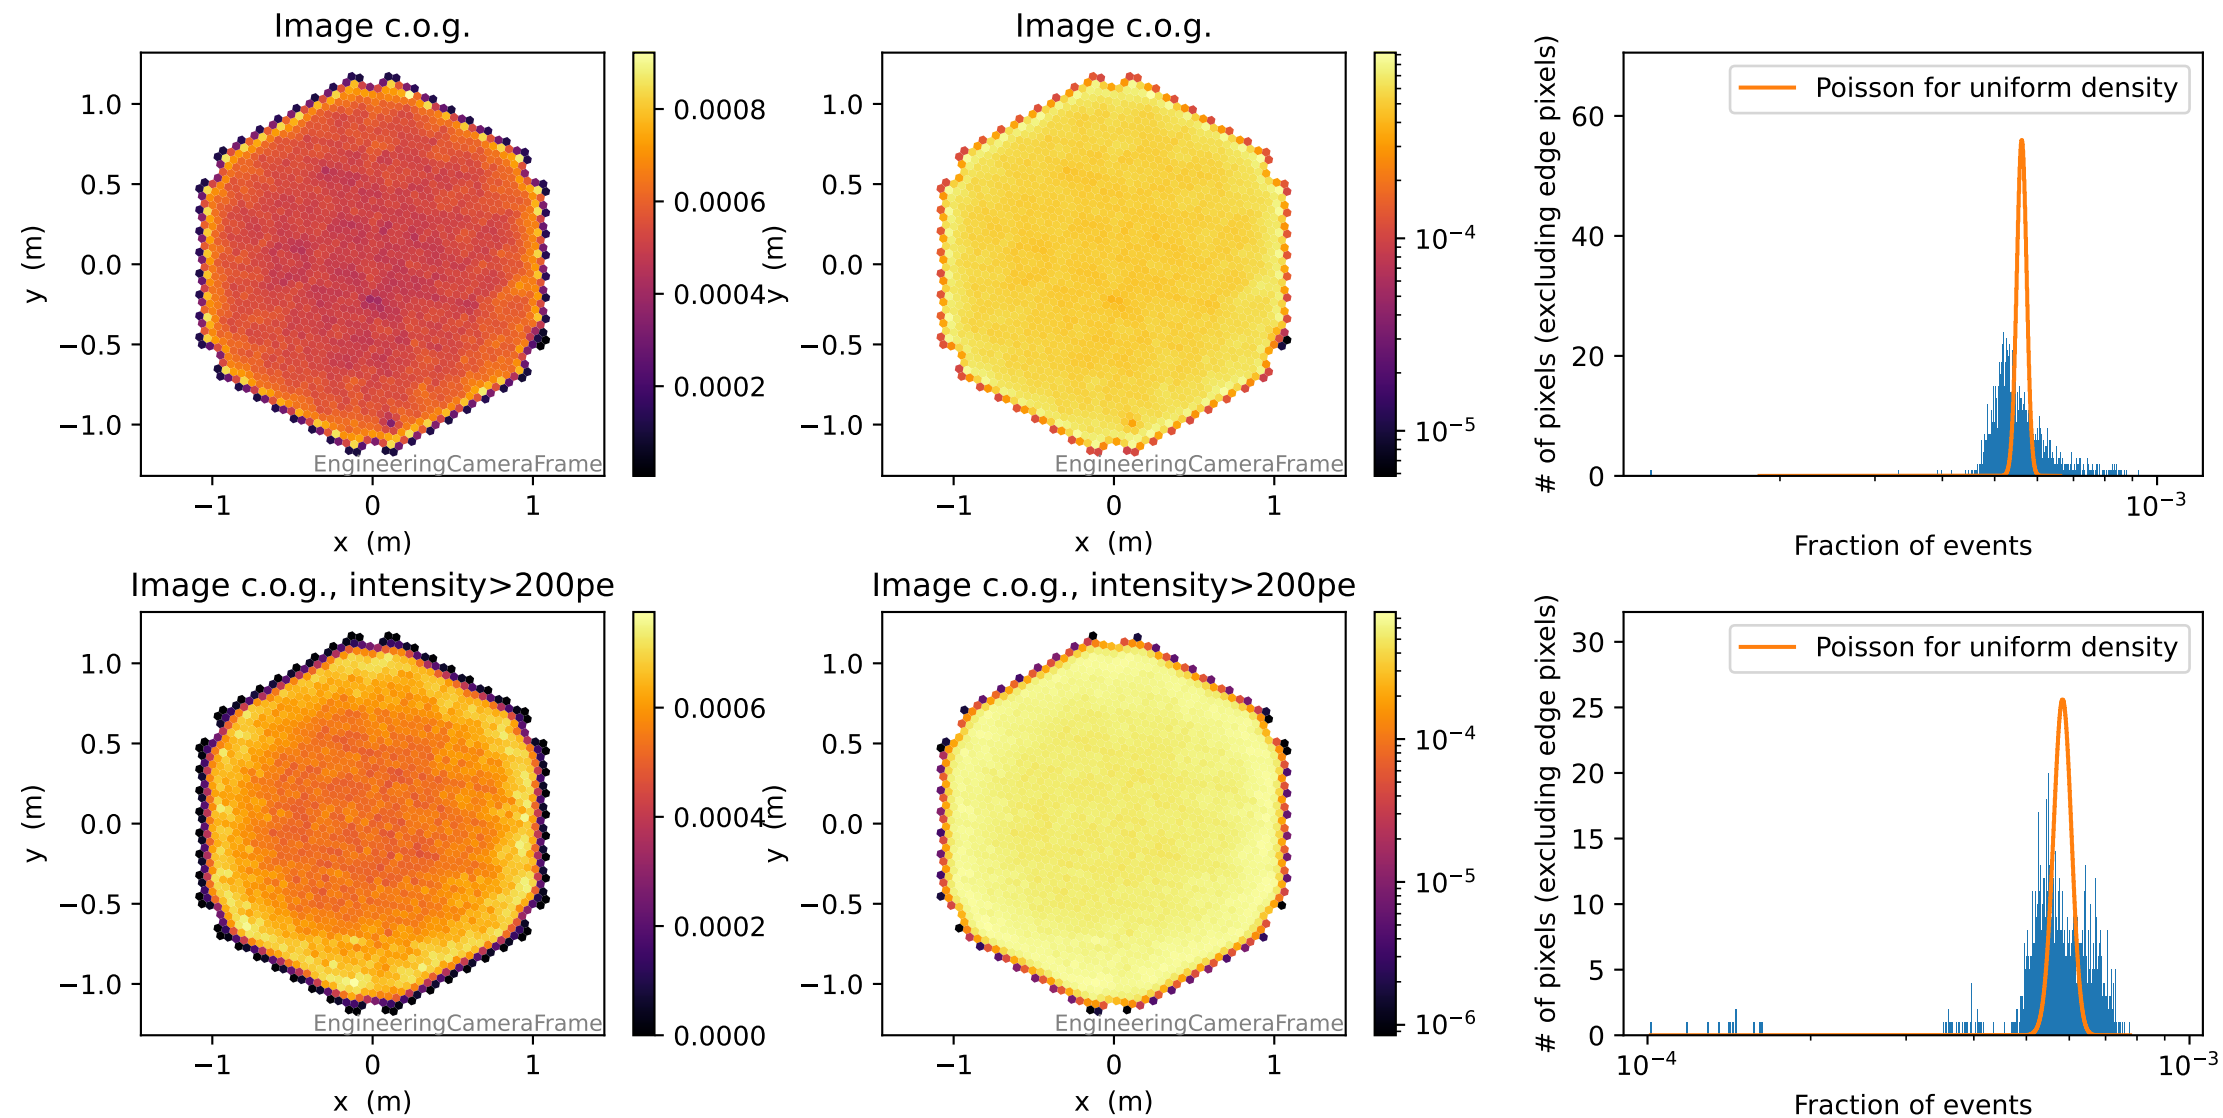 Image c.o.g.
1.0
0.5
0.0
−0.5
−1.0
y (m)
−1
0
1
x (m)
EngineeringCameraFrame
0.0008
0.0006
0.0004
0.0002
Image c.o.g.
1.0
0.5
0.0
−0.5
−1.0
y (m)
−1
0
1
x (m)
EngineeringCameraFrame
10⁻⁴
10⁻⁵
# of pixels (excluding edge pixels)
60
40
20
0
Poisson for uniform density
10⁻³
Fraction of events
Image c.o.g., intensity>200pe
1.0
0.5
0.0
−0.5
−1.0
y (m)
−1
0
1
x (m)
EngineeringCameraFrame
0.0006
0.0004
0.0002
0.0000
Image c.o.g., intensity>200pe
1.0
0.5
0.0
−0.5
−1.0
y (m)
−1
0
1
x (m)
EngineeringCameraFrame
10⁻⁴
10⁻⁵
10⁻⁶
# of pixels (excluding edge pixels)
30
25
20
15
10
5
0
Poisson for uniform density
10⁻⁴
10⁻³
Fraction of events